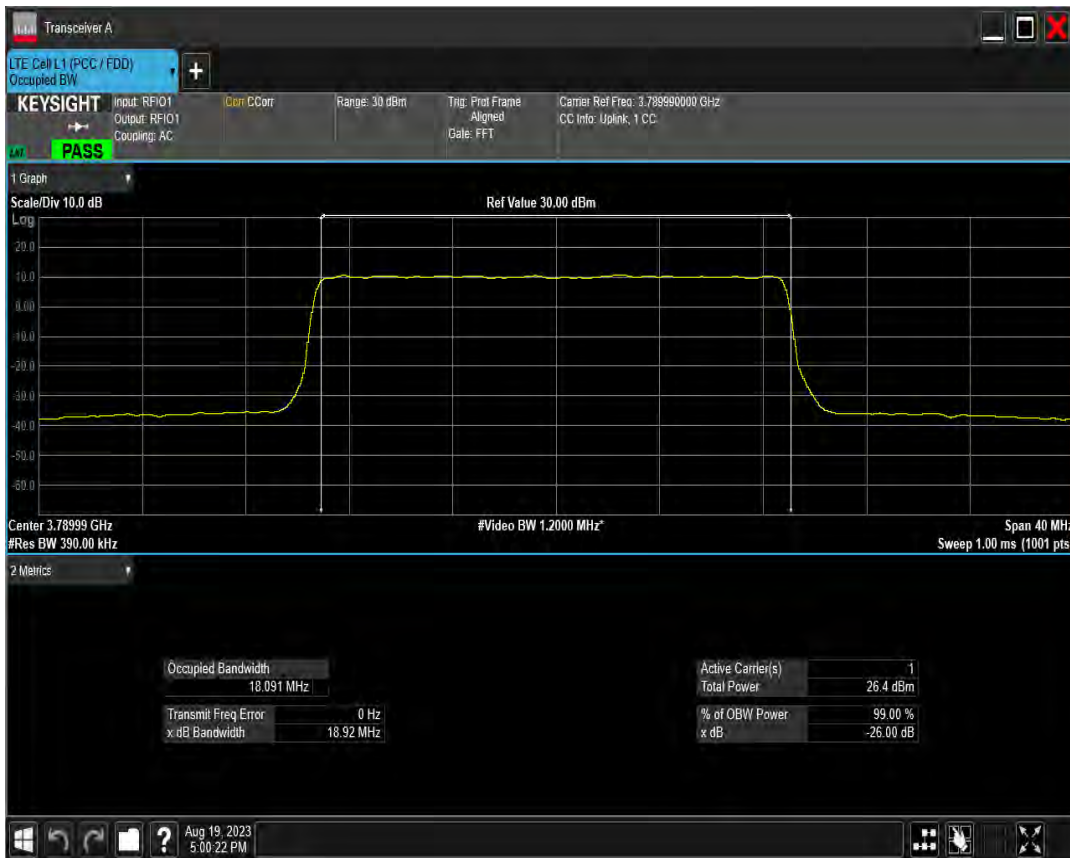 Transceiver A
LTE Cell L1 (PCC / FDD)
Occupied BW
+
KEYSIGHT
Input: RFIO1
Output: RFIO1
Coupling: AC
Corr CCorr
Range: 30 dBm
Trig: Prot Frame
Aligned
Gate: FFT
Carrier Ref Freq: 3.789990000 GHz
CC Info: Uplink, 1 CC
PASS
1 Graph
Scale/Div 10.0 dB
Ref Value 30.00 dBm
Log
20.0
10.0
0.00
-10.0
-20.0
-30.0
-40.0
-50.0
-60.0
Center 3.78999 GHz
#Video BW 1.2000 MHz*
Span 40 MHz
#Res BW 390.00 kHz
Sweep 1.00 ms (1001 pts
2 Metrics
Occupied Bandwidth
18.091 MHz
Transmit Freq Error 0 Hz
x dB Bandwidth 18.92 MHz
Active Carrier(s) 1
Total Power 26.4 dBm
% of OBW Power 99.00 %
x dB -26.00 dB
?
Aug 19, 2023
5:00:22 PM